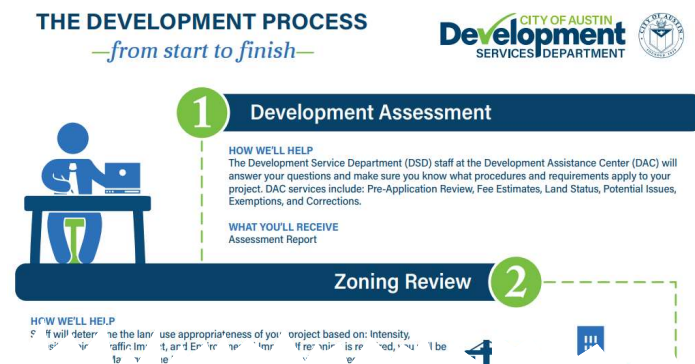 THE DEVELOPMENT PROCESS
—from start to finish—
CITY OF AUSTIN
Development
SERVICES DEPARTMENT
1 Development Assessment
HOW WE'LL HELP
The Development Service Department (DSD) staff at the Development Assistance Center (DAC) will
answer your questions and make sure you know what procedures and requirements apply to your
project. DAC services include: Pre-Application Review, Fee Estimates, Land Status, Potential Issues,
Exemptions, and Corrections.
WHAT YOU'LL RECEIVE
Assessment Report
Zoning Review 2
HOW WE'LL HELP
will the land use appropriateness of your project based on: Intensity,
and be